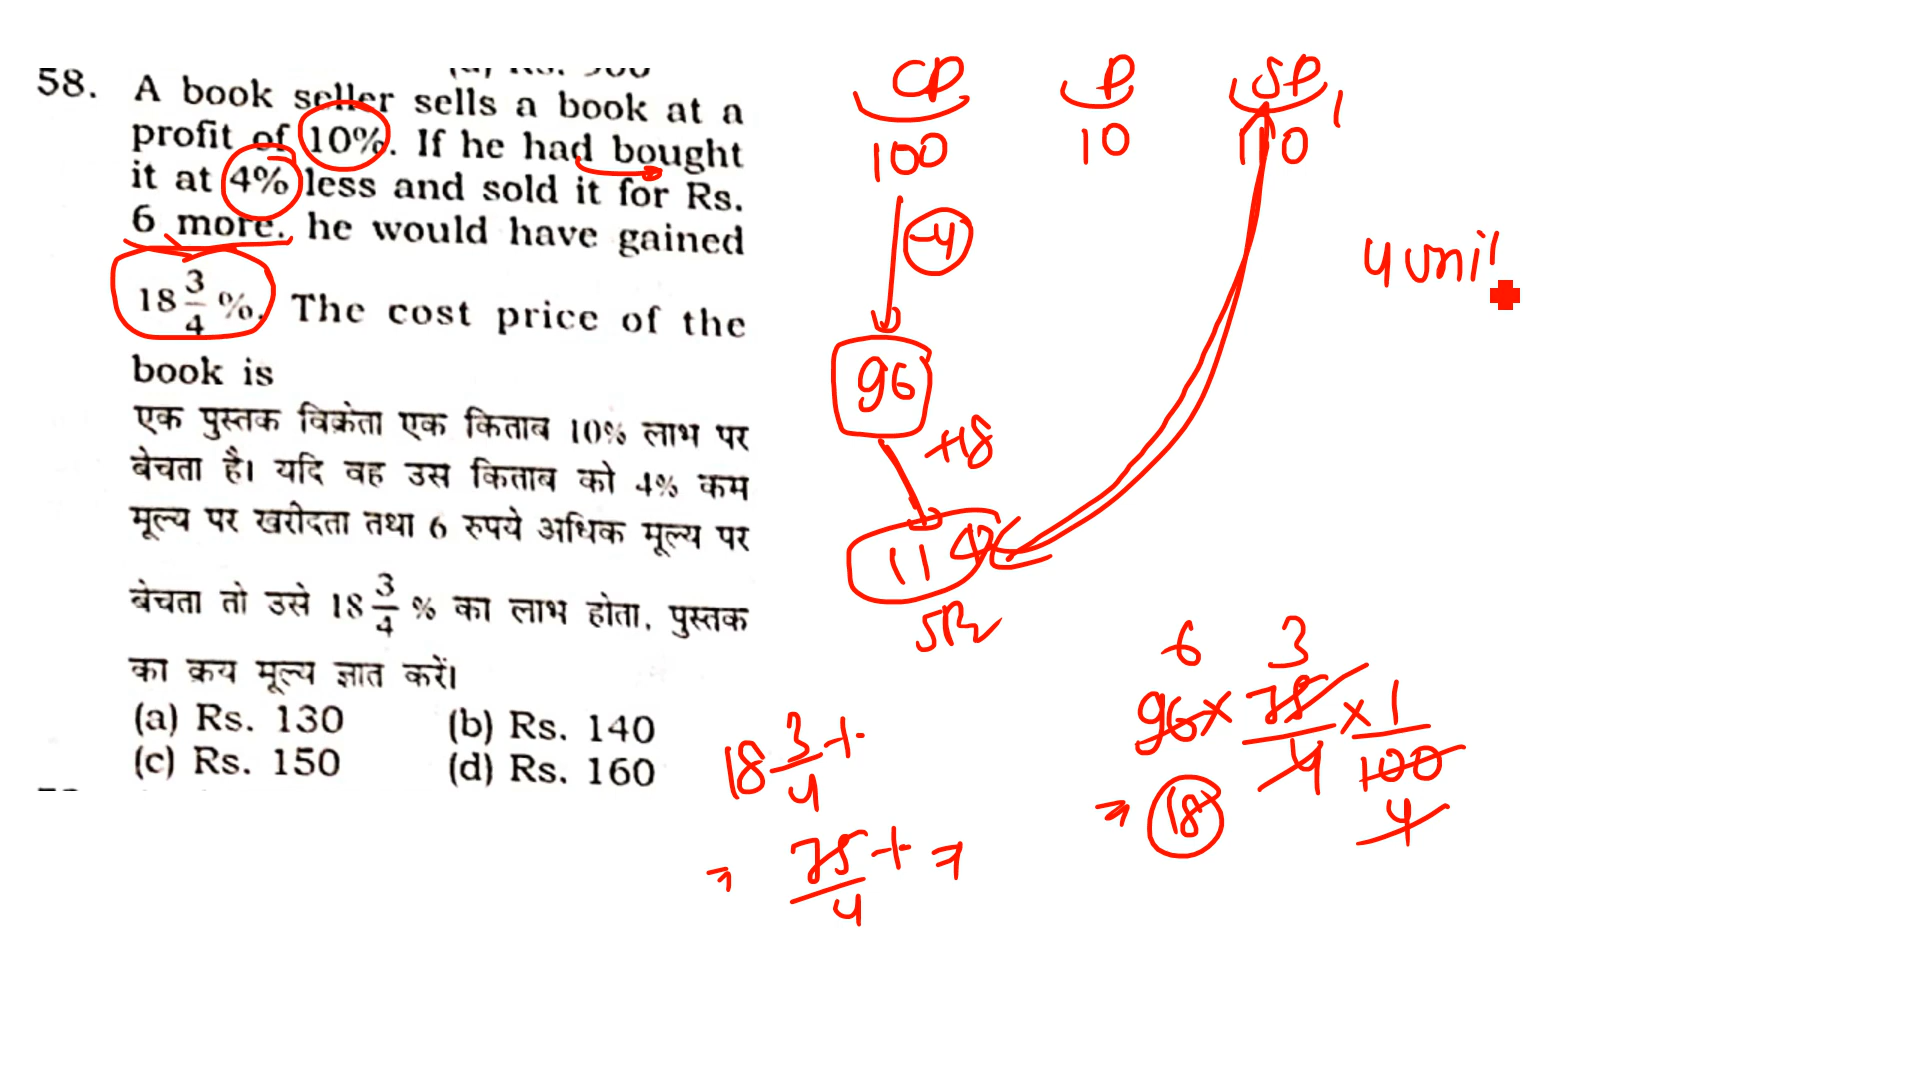 58. A book seller sells a book at a
profit of 10%. If he had bought
it at 4% less and sold it for Rs.
6 more. he would have gained
18 3/4 %. The cost price of the
book is
एक पुस्तक विक्रेता एक किताब 10% लाभ पर
बेचता है। यदि वह उस किताब को 4% कम
मूल्य पर खरीदता तथा 6 रुपये अधिक मूल्य पर
बेचता तो उसे 18 3/4 % का लाभ होता, पुस्तक
का क्रय मूल्य ज्ञात करें।
(a) Rs. 130 (b) Rs. 140
(c) Rs. 150 (d) Rs. 160
CP P SP1
100 10 110
-4
96
+18
114
SP2
4 unit
18 3/4 %
75/4 %
6 3
96 × 75/4 × 1/100
4
18